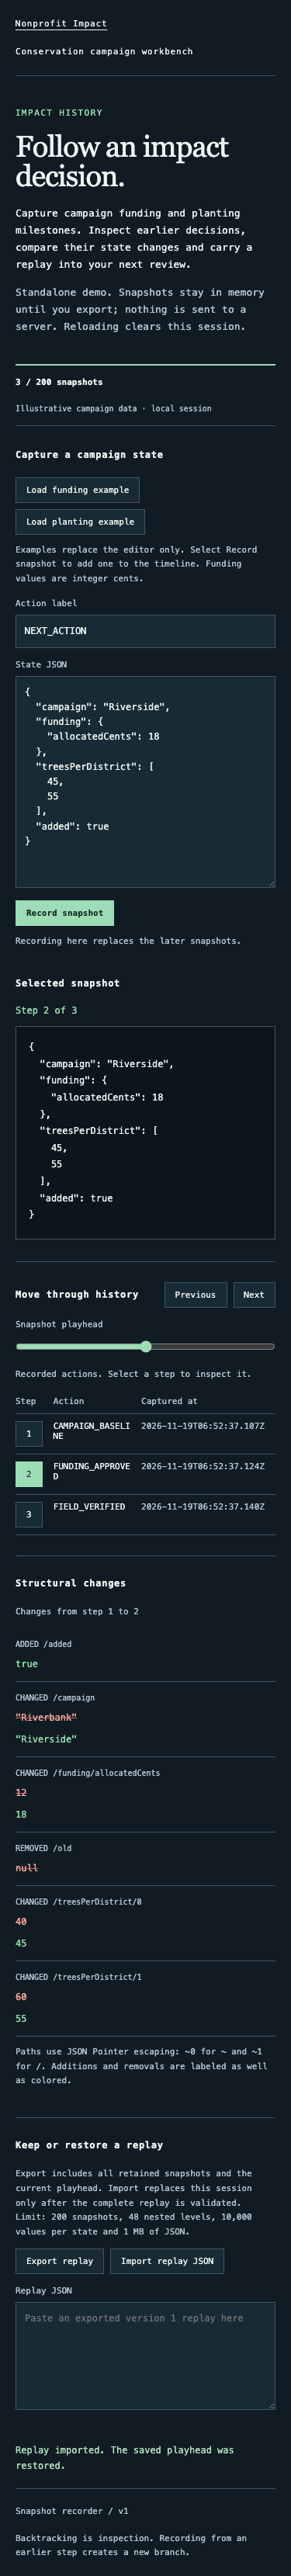 Nonprofit Impact
Conservation campaign workbench
IMPACT HISTORY
Follow an impact
decision.
Capture campaign funding and planting
milestones. Inspect earlier decisions,
compare their state changes and carry a
replay into your next review.
Standalone demo. Snapshots stay in memory
until you export; nothing is sent to a
server. Reloading clears this session.
3 / 200 snapshots
Illustrative campaign data · local session
Capture a campaign state
Load funding example
Load planting example
Examples replace the editor only. Select Record
snapshot to add one to the timeline. Funding
values are integer cents.
Action label
NEXT_ACTION
State JSON
{
  "campaign": "Riverside",
  "funding": {
    "allocatedCents": 18
  },
  "treesPerDistrict": [
    45,
    55
  ],
  "added": true
}
Record snapshot
Recording here replaces the later snapshots.
Selected snapshot
Step 2 of 3
{
  "campaign": "Riverside",
  "funding": {
    "allocatedCents": 18
  },
  "treesPerDistrict": [
    45,
    55
  ],
  "added": true
}
Move through history Previous Next
Snapshot playhead
Recorded actions. Select a step to inspect it.
Step Action Captured at
1 CAMPAIGN_BASELI 2026-11-19T06:52:37.107Z
NE
2 FUNDING_APPROVE 2026-11-19T06:52:37.124Z
D
3 FIELD_VERIFIED 2026-11-19T06:52:37.140Z
Structural changes
Changes from step 1 to 2
ADDED /added
true
CHANGED /campaign
"Riverbank"
"Riverside"
CHANGED /funding/allocatedCents
12
18
REMOVED /old
null
CHANGED /treesPerDistrict/0
40
45
CHANGED /treesPerDistrict/1
60
55
Paths use JSON Pointer escaping: ~0 for ~ and ~1
for /. Additions and removals are labeled as well
as colored.
Keep or restore a replay
Export includes all retained snapshots and the
current playhead. Import replaces this session
only after the complete replay is validated.
Limit: 200 snapshots, 48 nested levels, 10,000
values per state and 1 MB of JSON.
Export replay Import replay JSON
Replay JSON
Paste an exported version 1 replay here
Replay imported. The saved playhead was
restored.
Snapshot recorder / v1
Backtracking is inspection. Recording from an
earlier step creates a new branch.